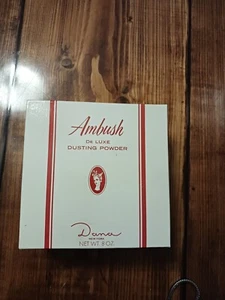 Ambush
DE LUXE
DUSTING POWDER
Dana
NEW YORK
NET WT. 8 OZ.